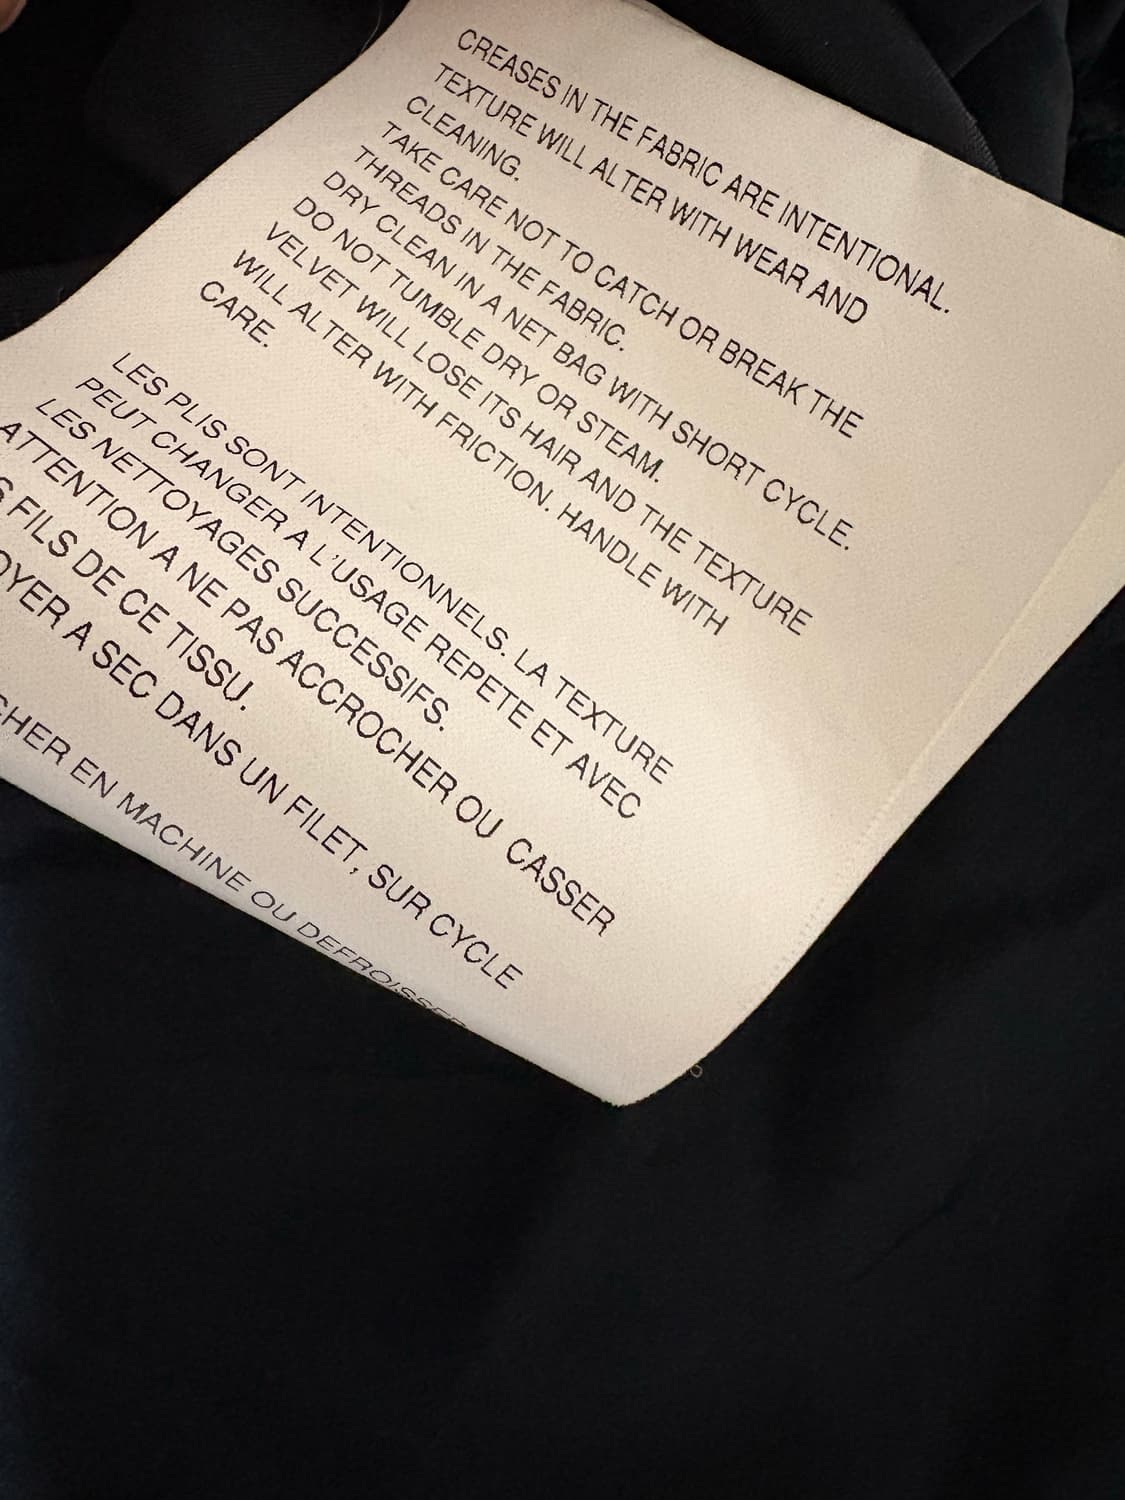 CREASES IN THE FABRIC ARE INTENTIONAL.
TEXTURE WILL ALTER WITH WEAR AND
CLEANING.
TAKE CARE NOT TO CATCH OR BREAK THE
THREADS IN THE FABRIC.
DRY CLEAN IN A NET BAG WITH SHORT CYCLE.
DO NOT TUMBLE DRY OR STEAM.
VELVET WILL LOSE ITS HAIR AND THE TEXTURE
WILL ALTER WITH FRICTION. HANDLE WITH
CARE.
LES PLIS SONT INTENTIONNELS. LA TEXTURE
PEUT CHANGER A L'USAGE REPETE ET AVEC
LES NETTOYAGES SUCCESSIFS.
ATTENTION A NE PAS ACCROCHER OU CASSER
FILS DE CE TISSU.
A SEC DANS UN FILET, SUR CYCLE
EN MACHINE OU DEFROISSER